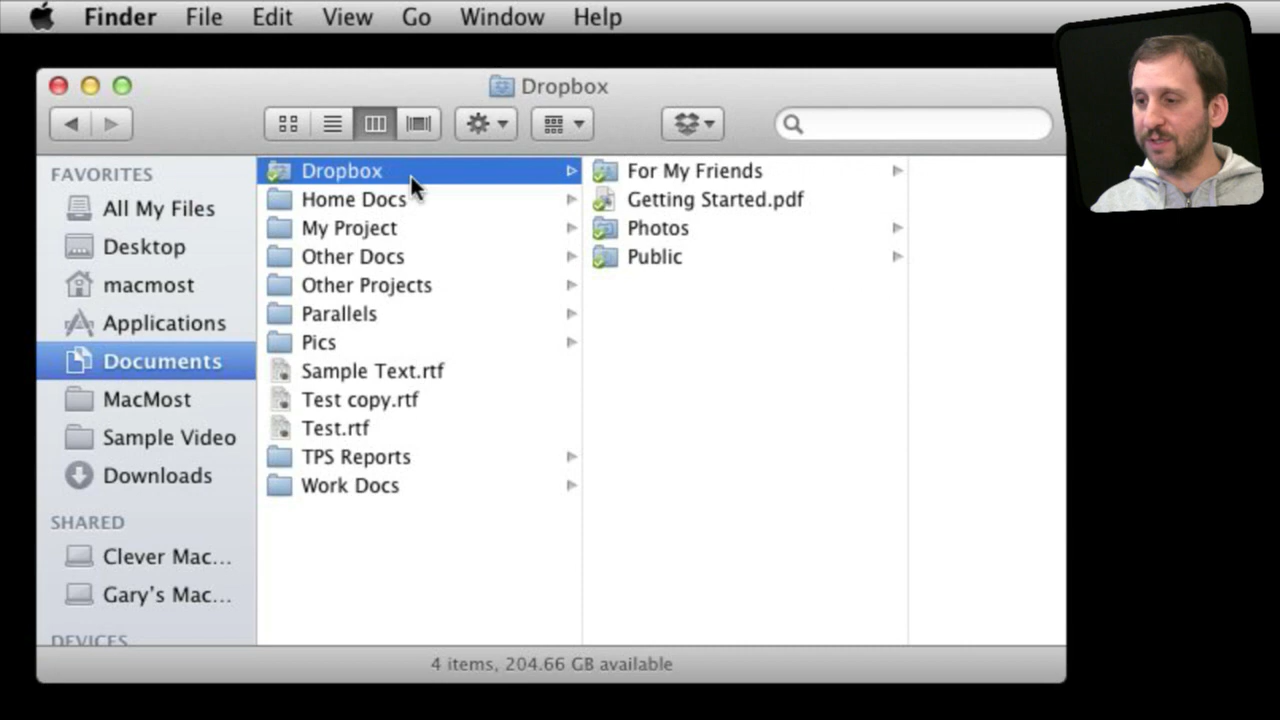 Finder File Edit View Go Window Help
Dropbox
FAVORITES
All My Files
Desktop
macmost
Applications
Documents
MacMost
Sample Video
Downloads
SHARED
Clever Mac...
Gary's Mac...
DEVICES
Dropbox
Home Docs
My Project
Other Docs
Other Projects
Parallels
Pics
Sample Text.rtf
Test copy.rtf
Test.rtf
TPS Reports
Work Docs
For My Friends
Getting Started.pdf
Photos
Public
4 items, 204.66 GB available